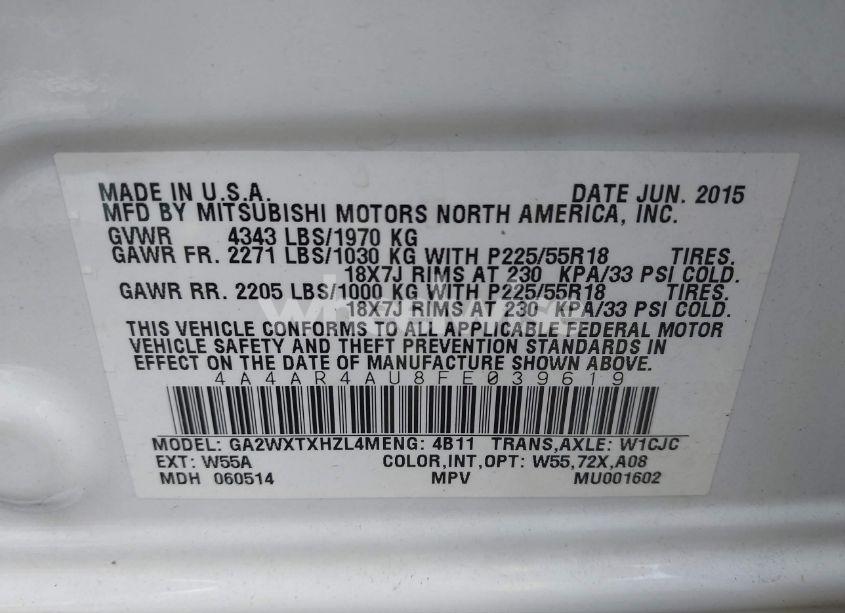 MADE IN U.S.A. DATE JUN. 2015
MFD BY MITSUBISHI MOTORS NORTH AMERICA, INC.
GVWR 4343 LBS/1970 KG
GAWR FR. 2271 LBS/1030 KG WITH P225/55R18 TIRES.
18X7J RIMS AT 230 KPA/33 PSI COLD.
GAWR RR. 2205 LBS/1000 KG WITH P225/55R18 TIRES.
18X7J RIMS AT 230 KPA/33 PSI COLD.
THIS VEHICLE CONFORMS TO ALL APPLICABLE FEDERAL MOTOR
VEHICLE SAFETY AND THEFT PREVENTION STANDARDS IN
EFFECT ON THE DATE OF MANUFACTURE SHOWN ABOVE.
4A4AR4AU8FE039619
MODEL: GA2WXTXHZL4MENG: 4B11 TRANS,AXLE: W1CJC
EXT: W55A COLOR,INT,OPT: W55,72X,A08
MDH 060514 MPV MU001602